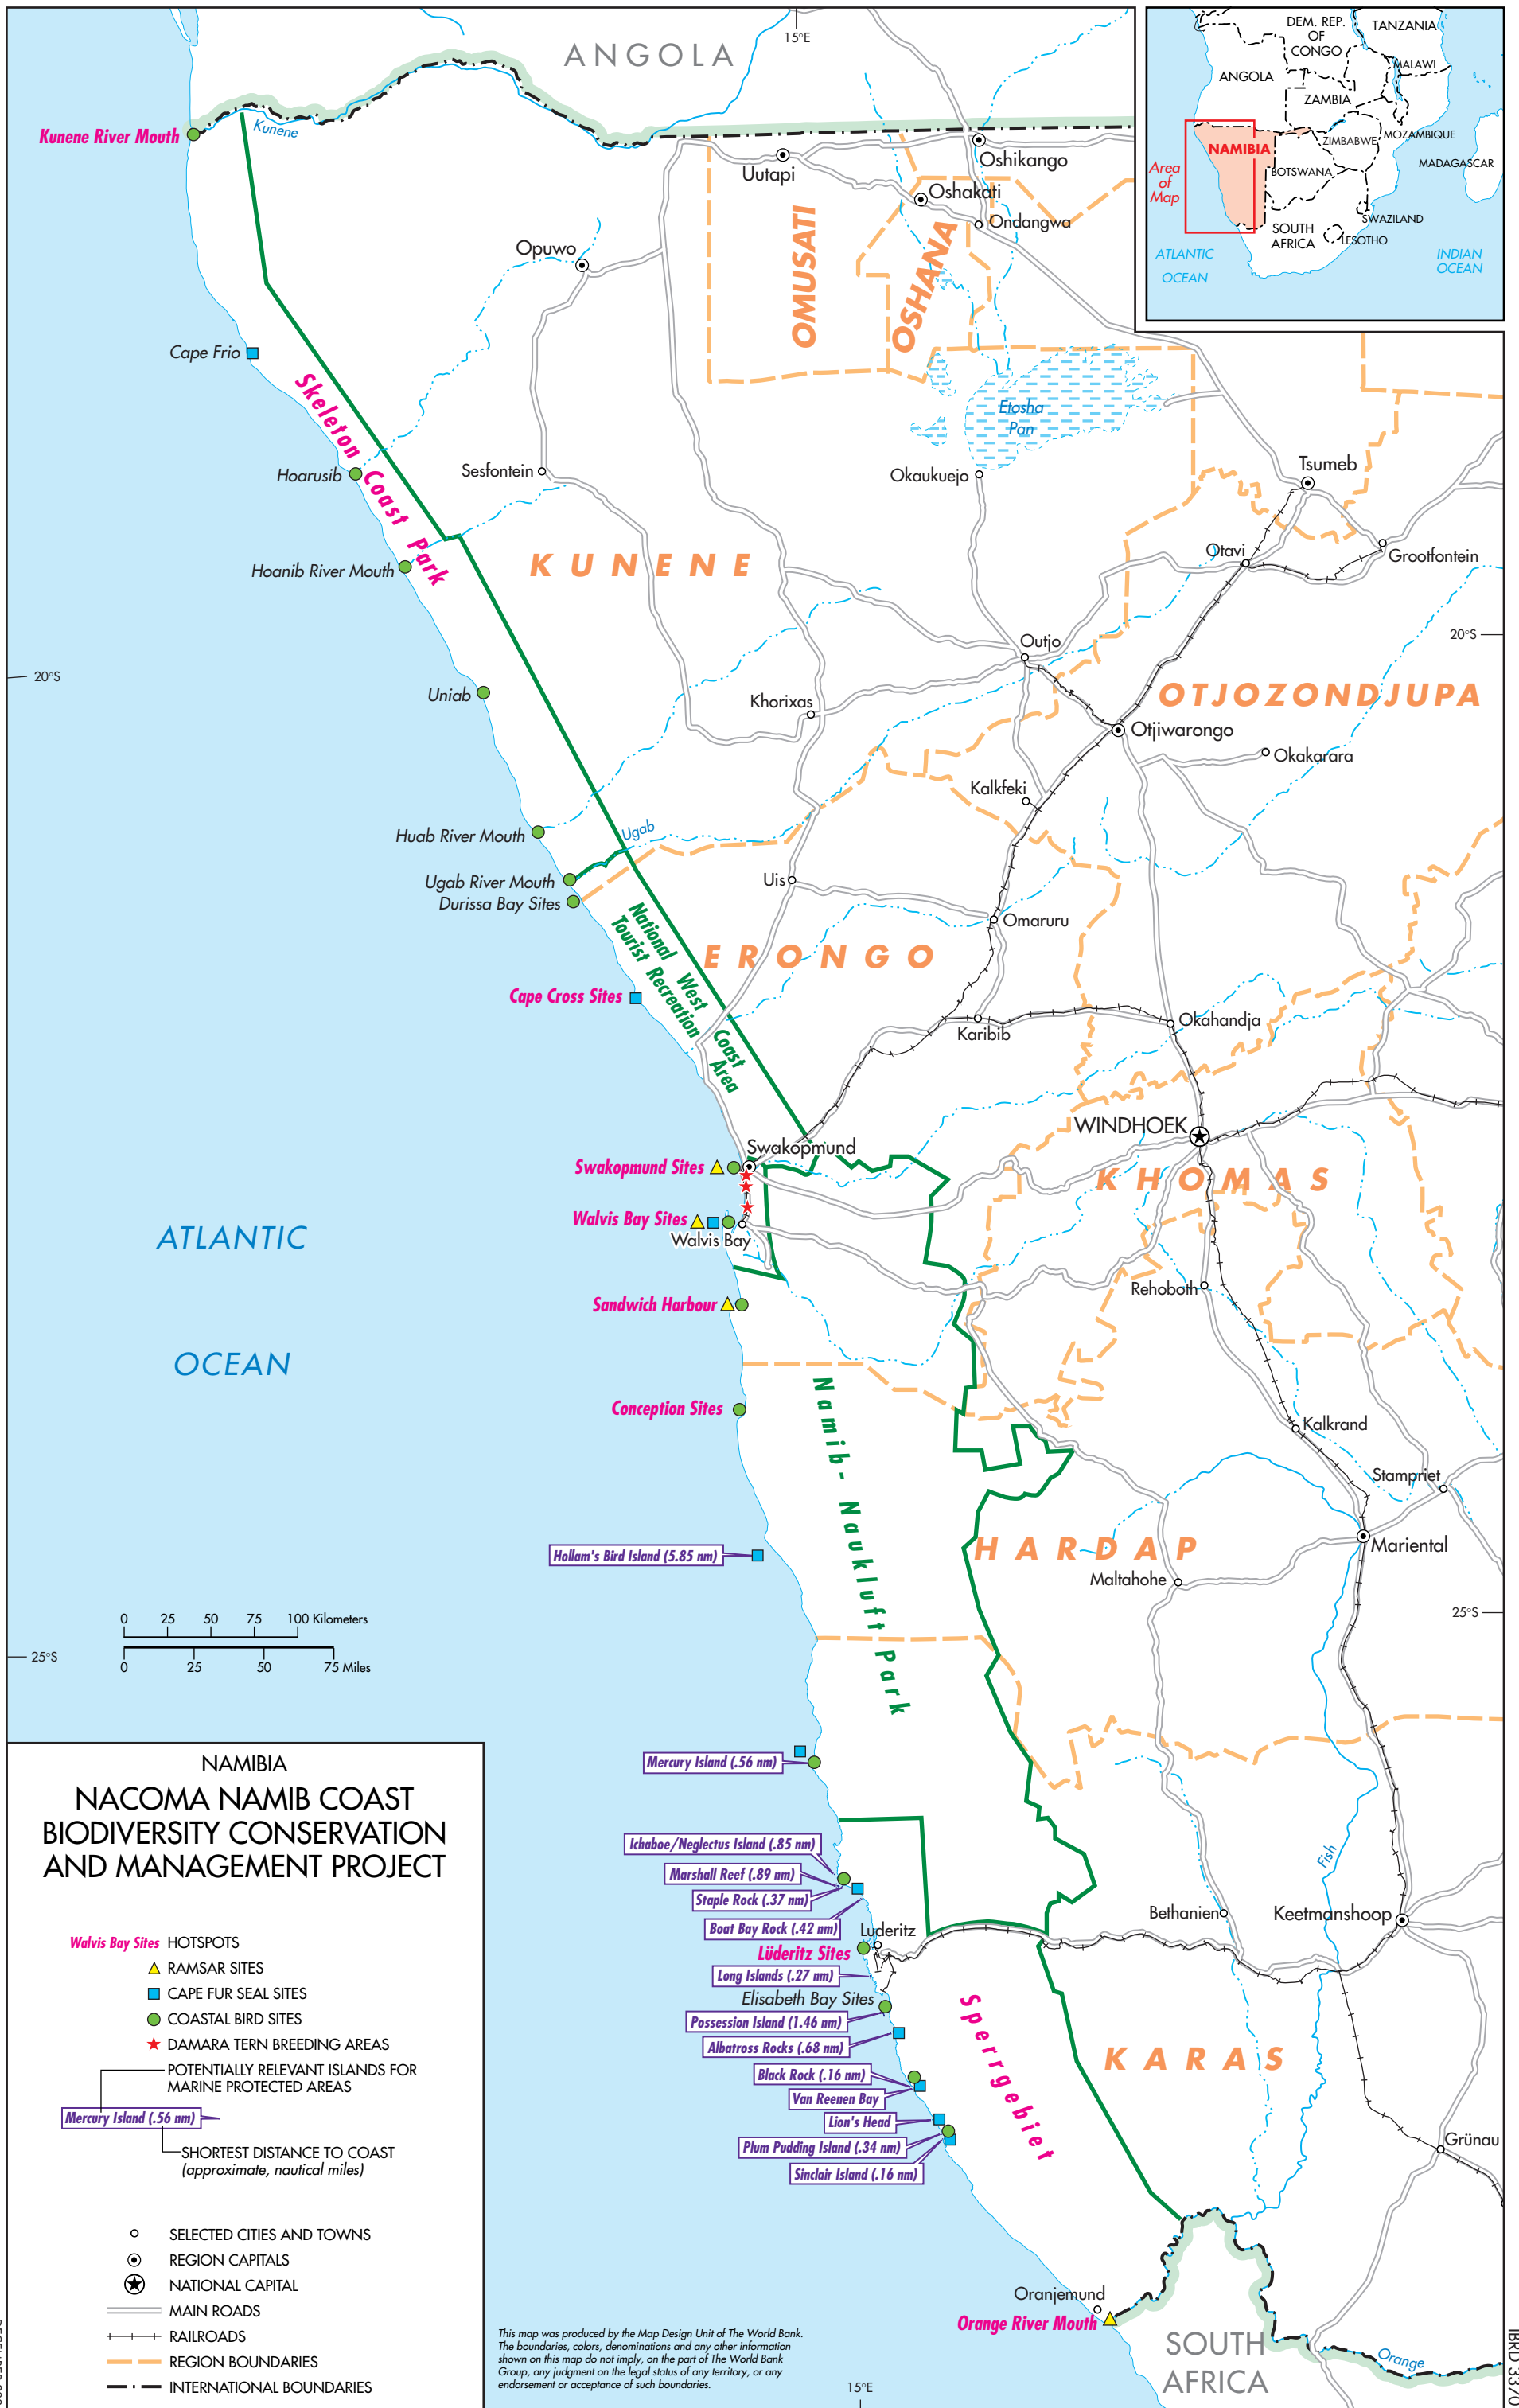 ANGOLA
15°E
Kunene River Mouth
Kunene
Uutapi
Oshikango
Oshakati
Ondangwa
Opuwo
OMUSATI
OSHANA
Cape Frio
Skeleton Coast Park
Etosha
Pan
Hoarusib
Sesfontein
Okaukuejo
Tsumeb
Hoanib River Mouth
KUNENE
Otavi
Grootfontein
20°S
20°S
Outjo
Uniab
Khorixas
OTJOZONDJUPA
Otjiwarongo
Okakarara
Kalkfeki
Huab River Mouth
Ugab
Ugab River Mouth
Durissa Bay Sites
Uis
Omaruru
National West Coast
Tourist Recreation Area
ERONGO
Cape Cross Sites
Karibib
Okahandja
WINDHOEK
Swakopmund
Swakopmund Sites
KHOMAS
Walvis Bay Sites
Walvis Bay
ATLANTIC
OCEAN
Rehoboth
Sandwich Harbour
Conception Sites
Namib-Naukluft Park
Kalkrand
Stampriet
Hollam's Bird Island (5.85 nm)
HARDAP
Mariental
Maltahohe
0 25 50 75 100 Kilometers
0 25 50 75 Miles
25°S
25°S
Mercury Island (.56 nm)
Ichaboe/Neglectus Island (.85 nm)
Marshall Reef (.89 nm)
Staple Rock (.37 nm)
Boat Bay Rock (.42 nm)
Luderitz
Lüderitz Sites
Long Islands (.27 nm)
Elisabeth Bay Sites
Possession Island (1.46 nm)
Albatross Rocks (.68 nm)
Black Rock (.16 nm)
Van Reenen Bay
Lion's Head
Plum Pudding Island (.34 nm)
Sinclair Island (.16 nm)
Sperrgebiet
Fish
Bethanien
Keetmanshoop
KARAS
Grünau
Oranjemund
Orange River Mouth
SOUTH
AFRICA
Orange
15°E
DEM. REP.
OF
CONGO
TANZANIA
ANGOLA
MALAWI
ZAMBIA
MOZAMBIQUE
ZIMBABWE
NAMIBIA
MADAGASCAR
BOTSWANA
Area
of
Map
SWAZILAND
SOUTH
AFRICA
LESOTHO
ATLANTIC
OCEAN
INDIAN
OCEAN
NAMIBIA
NACOMA NAMIB COAST
BIODIVERSITY CONSERVATION
AND MANAGEMENT PROJECT
Walvis Bay Sites HOTSPOTS
RAMSAR SITES
CAPE FUR SEAL SITES
COASTAL BIRD SITES
DAMARA TERN BREEDING AREAS
POTENTIALLY RELEVANT ISLANDS FOR
MARINE PROTECTED AREAS
Mercury Island (.56 nm)
SHORTEST DISTANCE TO COAST
(approximate, nautical miles)
SELECTED CITIES AND TOWNS
REGION CAPITALS
NATIONAL CAPITAL
MAIN ROADS
RAILROADS
REGION BOUNDARIES
INTERNATIONAL BOUNDARIES
This map was produced by the Map Design Unit of The World Bank.
The boundaries, colors, denominations and any other information
shown on this map do not imply, on the part of The World Bank
Group, any judgment on the legal status of any territory, or any
endorsement or acceptance of such boundaries.